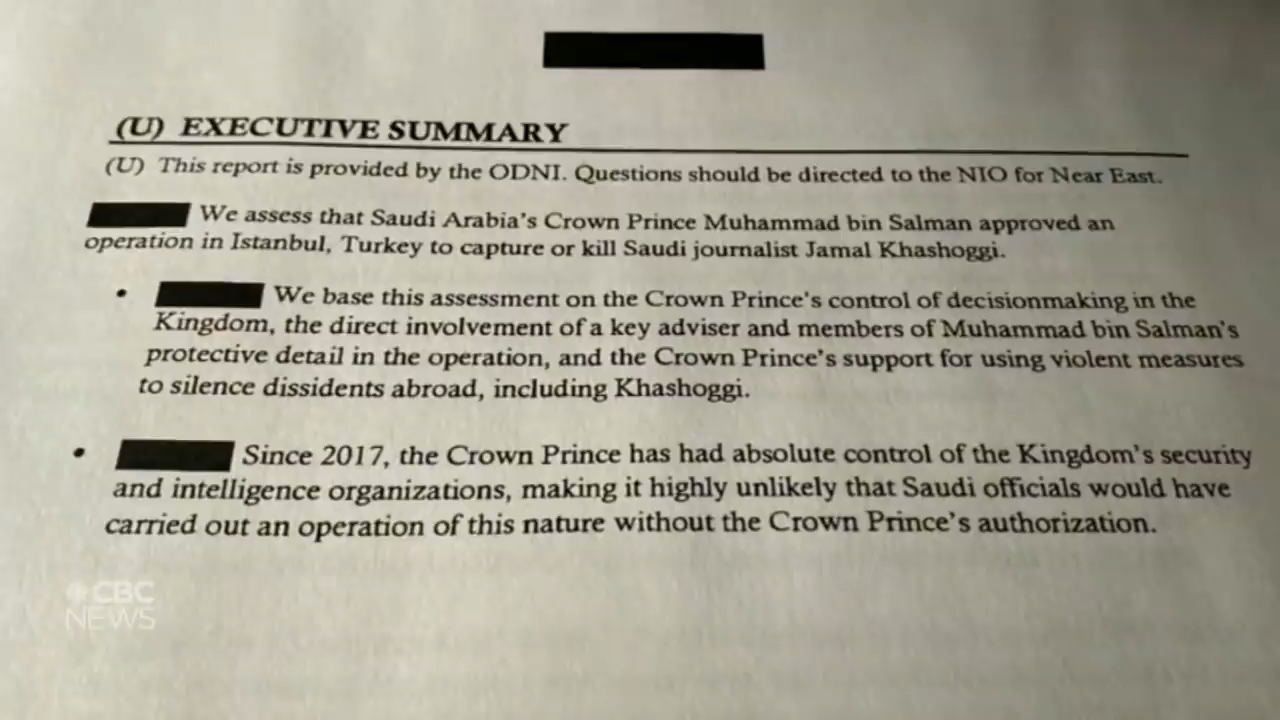 (U) EXECUTIVE SUMMARY
(U) This report is provided by the ODNI. Questions should be directed to the NIO for Near East.
We assess that Saudi Arabia's Crown Prince Muhammad bin Salman approved an
operation in Istanbul, Turkey to capture or kill Saudi journalist Jamal Khashoggi.
• We base this assessment on the Crown Prince's control of decisionmaking in the
Kingdom, the direct involvement of a key adviser and members of Muhammad bin Salman's
protective detail in the operation, and the Crown Prince's support for using violent measures
to silence dissidents abroad, including Khashoggi.
• Since 2017, the Crown Prince has had absolute control of the Kingdom's security
and intelligence organizations, making it highly unlikely that Saudi officials would have
carried out an operation of this nature without the Crown Prince's authorization.
CBC
NEWS